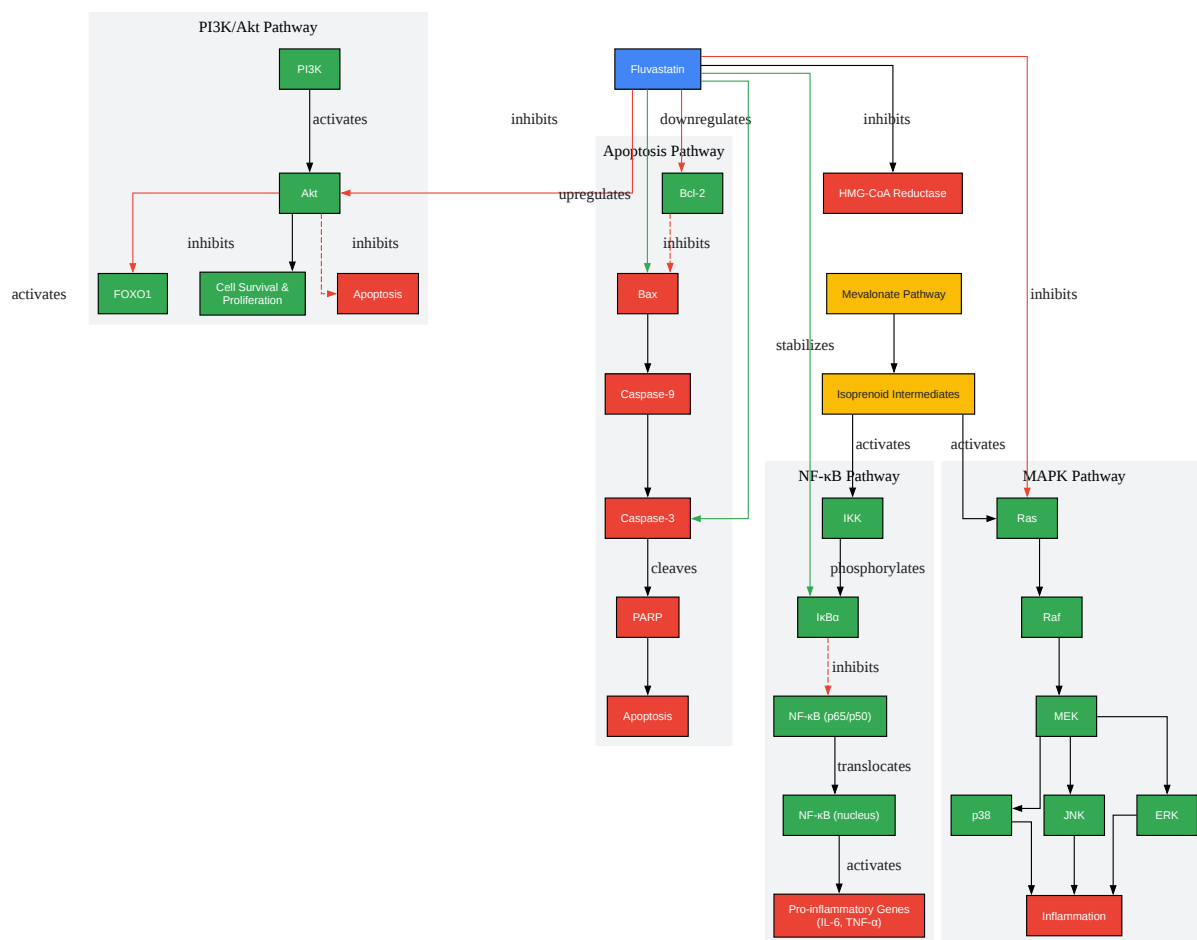 PI3K/Akt Pathway
PI3K
Fluvastatin
activates
inhibits
downregulates
inhibits
Apoptosis Pathway
Akt
upregulates
Bcl-2
HMG-CoA Reductase
inhibits
inhibits
inhibits
activates
FOXO1
Cell Survival &
Proliferation
Apoptosis
Bax
Mevalonate Pathway
inhibits
stabilizes
Caspase-9
Isoprenoid Intermediates
activates
activates
NF-κB Pathway
MAPK Pathway
Caspase-3
IKK
Ras
cleaves
phosphorylates
PARP
IκBα
Raf
inhibits
Apoptosis
NF-κB (p65/p50)
MEK
translocates
NF-κB (nucleus)
p38
JNK
ERK
activates
Pro-inflammatory Genes
(IL-6, TNF-α)
Inflammation